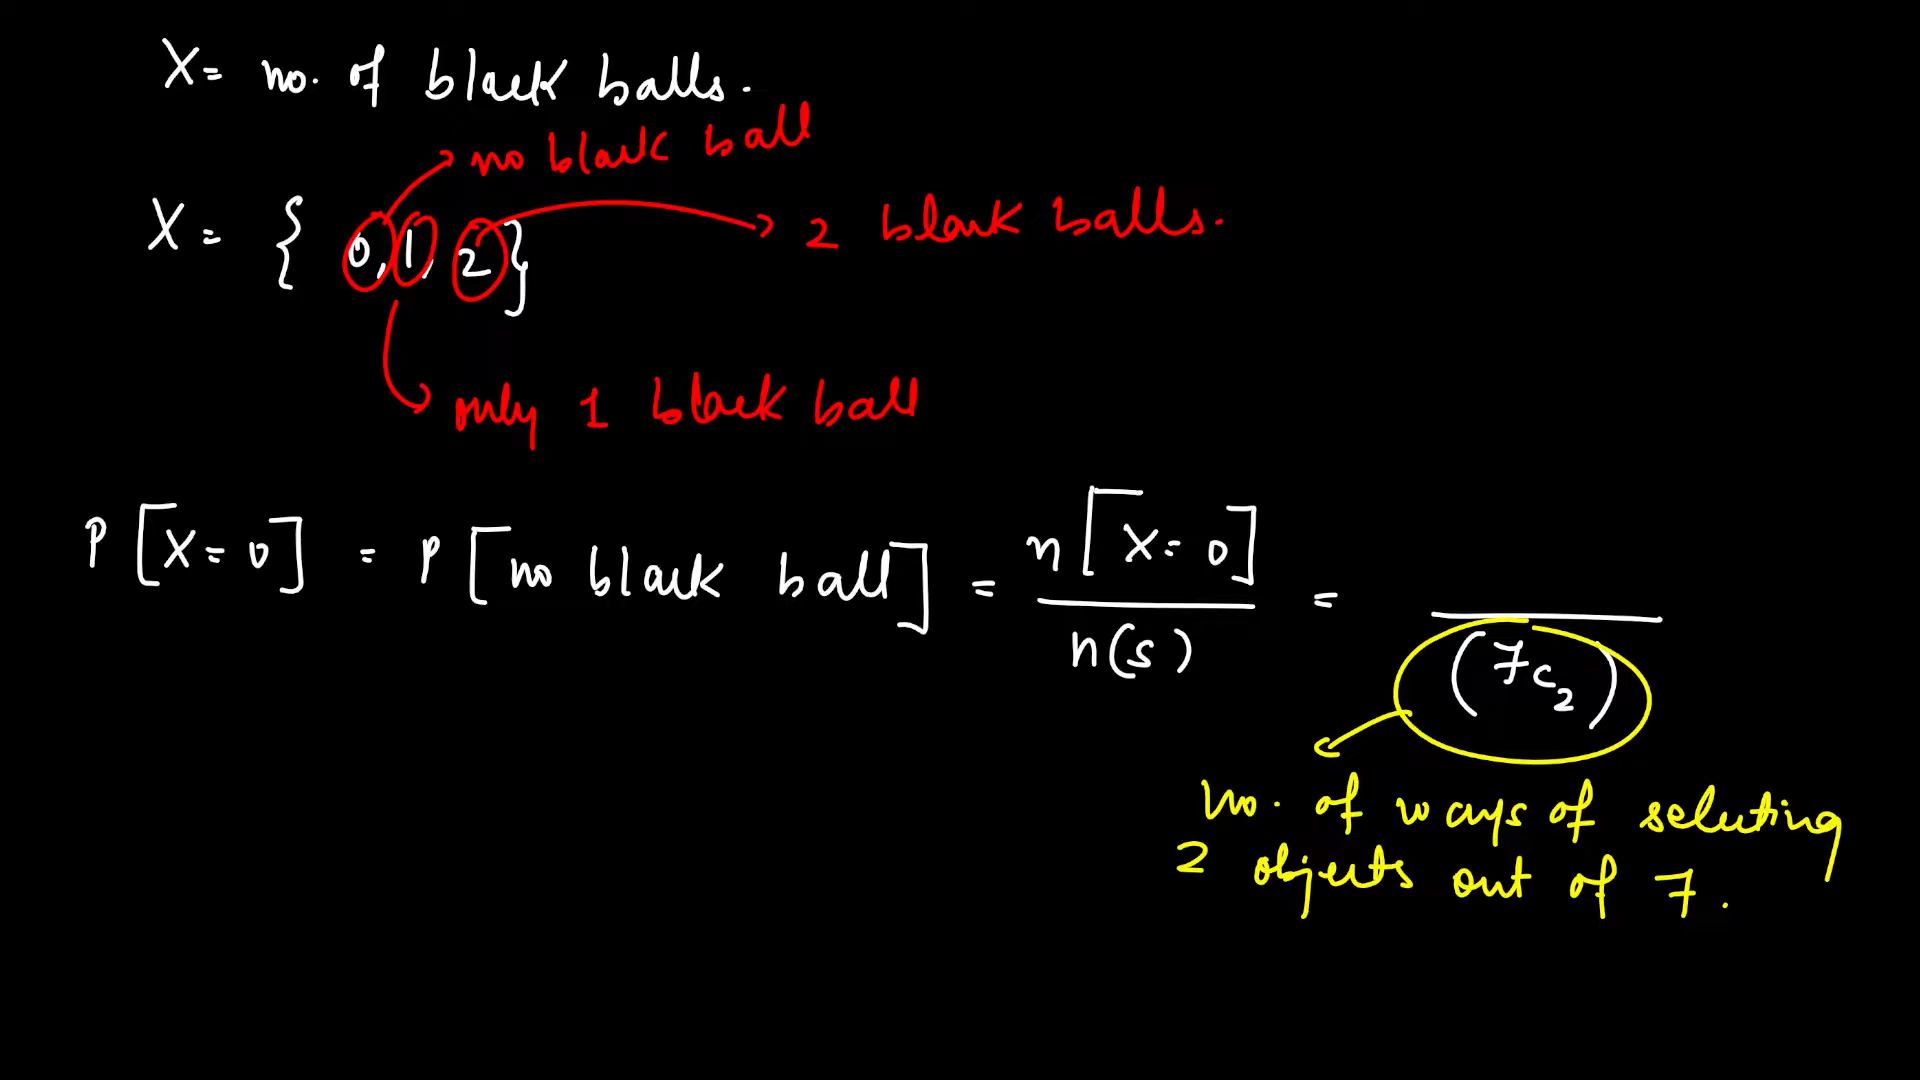 X = no. of black balls.
no black ball
X = { 0, 1, 2 }
2 black balls.
only 1 black ball
P [X = 0] = P [no black ball] = n[X = 0] / n(s) = / (7c₂)
no. of ways of selecting
2 objects out of 7.